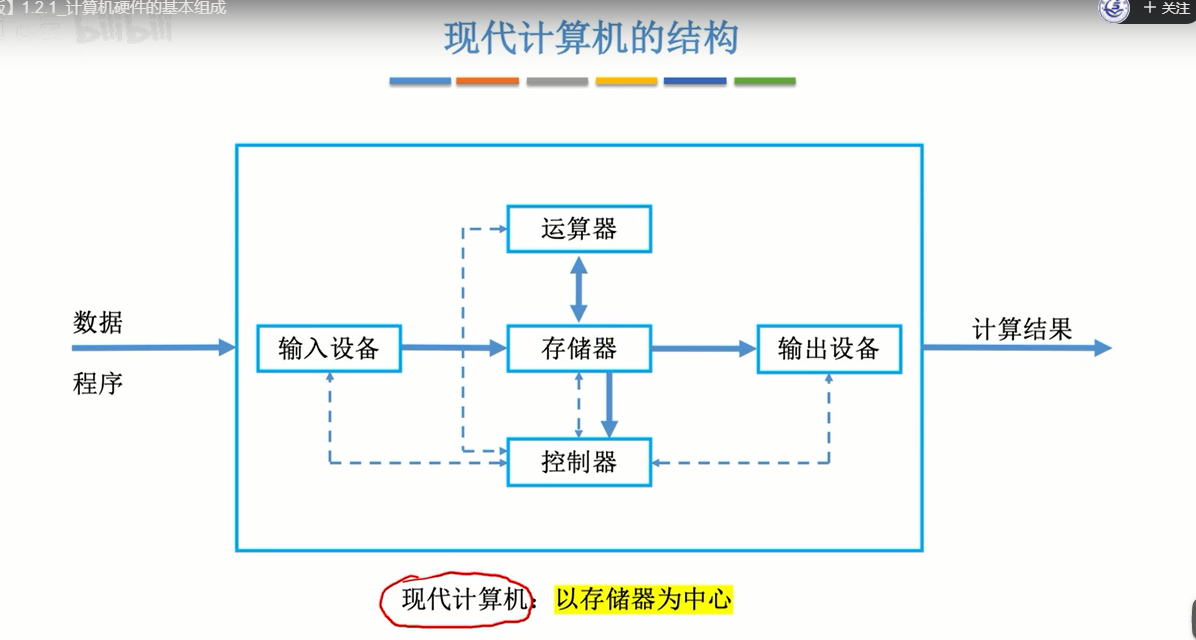 】1.2.1_计算机硬件的基本组成
+ 关注
bilibili
现代计算机的结构
运算器
数据
计算结果
输入设备
存储器
输出设备
程序
控制器
现代计算机：以存储器为中心